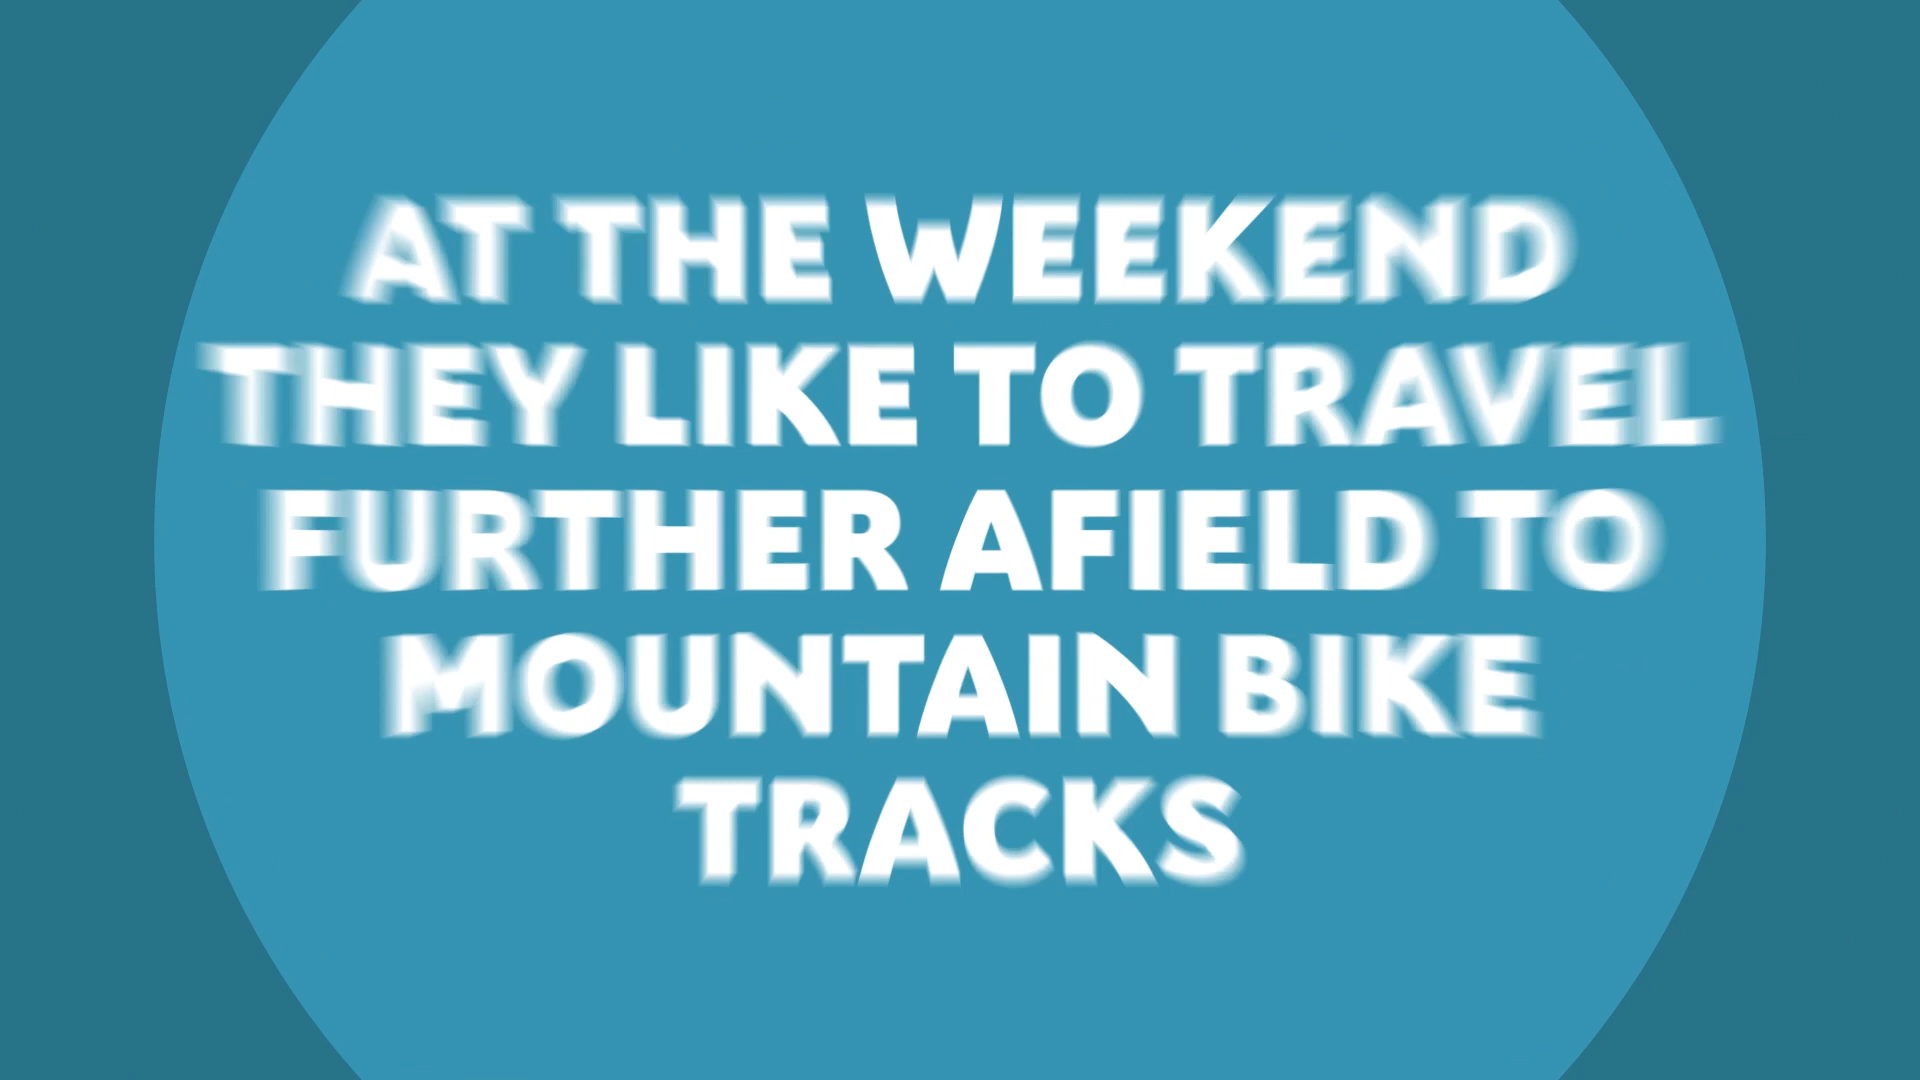 AT THE WEEKEND
THEY LIKE TO TRAVEL
FURTHER AFIELD TO
MOUNTAIN BIKE
TRACKS